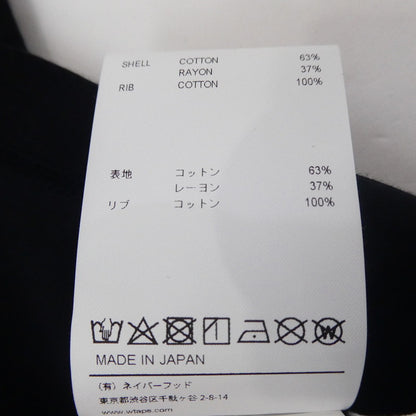 SHELL COTTON 63%
RAYON 37%
RIB COTTON 100%
表地 コットン 63%
レーヨン 37%
リブ コットン 100%
MADE IN JAPAN
(有) ネイバーフッド
東京都渋谷区千駄ヶ谷 2-8-14
www.wtaps.com